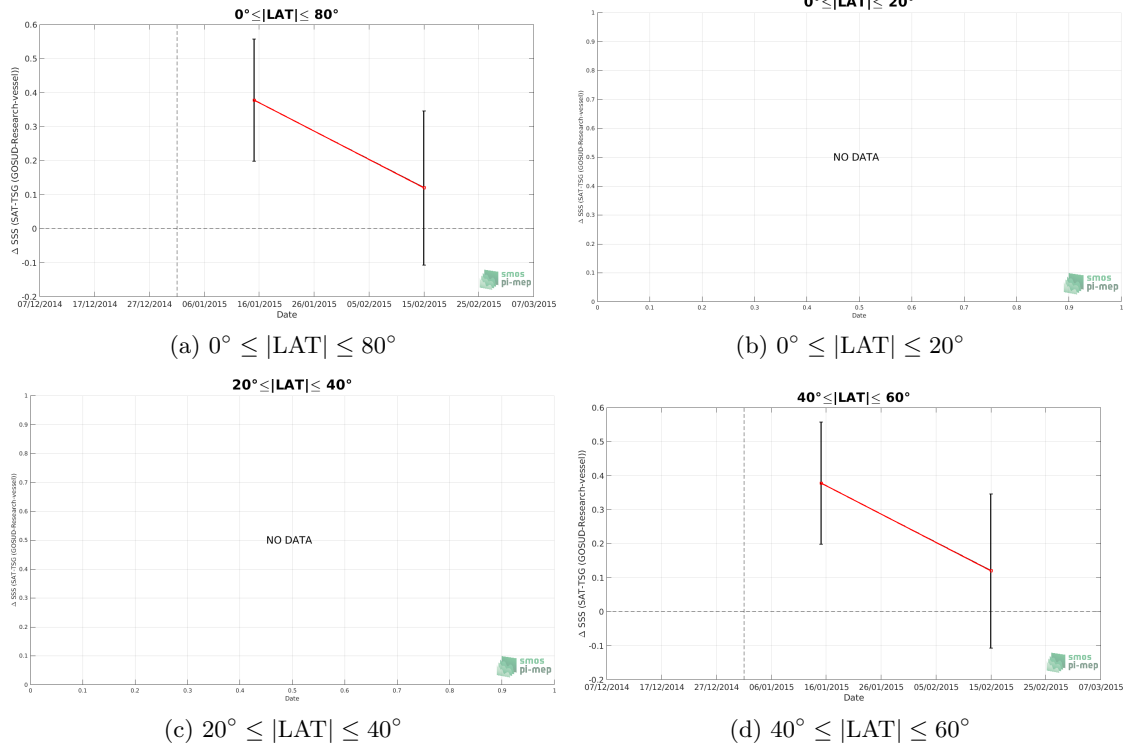 0°≤|LAT|≤ 80°
0.6
0.5
0.4
0.3
0.2
0.1
0
-0.1
-0.2
Δ SSS (SAT-TSG (GOSUD-Research-vessel))
07/12/2014 17/12/2014 27/12/2014 06/01/2015 16/01/2015 26/01/2015 05/02/2015 15/02/2015 25/02/2015 07/03/2015
Date
smos
pi-mep
(a) 0° ≤ |LAT| ≤ 80°
0°≤|LAT|≤ 20°
1
0.9
0.8
0.7
0.6
0.5
0.4
0.3
0.2
0.1
0
Δ SSS (SAT-TSG (GOSUD-Research-vessel))
NO DATA
0 0.1 0.2 0.3 0.4 0.5 0.6 0.7 0.8 0.9 1
Date
smos
pi-mep
(b) 0° ≤ |LAT| ≤ 20°
20°≤|LAT|≤ 40°
1
0.9
0.8
0.7
0.6
0.5
0.4
0.3
0.2
0.1
0
Δ SSS (SAT-TSG (GOSUD-Research-vessel))
NO DATA
0 0.1 0.2 0.3 0.4 0.5 0.6 0.7 0.8 0.9 1
Date
smos
pi-mep
(c) 20° ≤ |LAT| ≤ 40°
40°≤|LAT|≤ 60°
0.6
0.5
0.4
0.3
0.2
0.1
0
-0.1
-0.2
Δ SSS (SAT-TSG (GOSUD-Research-vessel))
07/12/2014 17/12/2014 27/12/2014 06/01/2015 16/01/2015 26/01/2015 05/02/2015 15/02/2015 25/02/2015 07/03/2015
Date
smos
pi-mep
(d) 40° ≤ |LAT| ≤ 60°